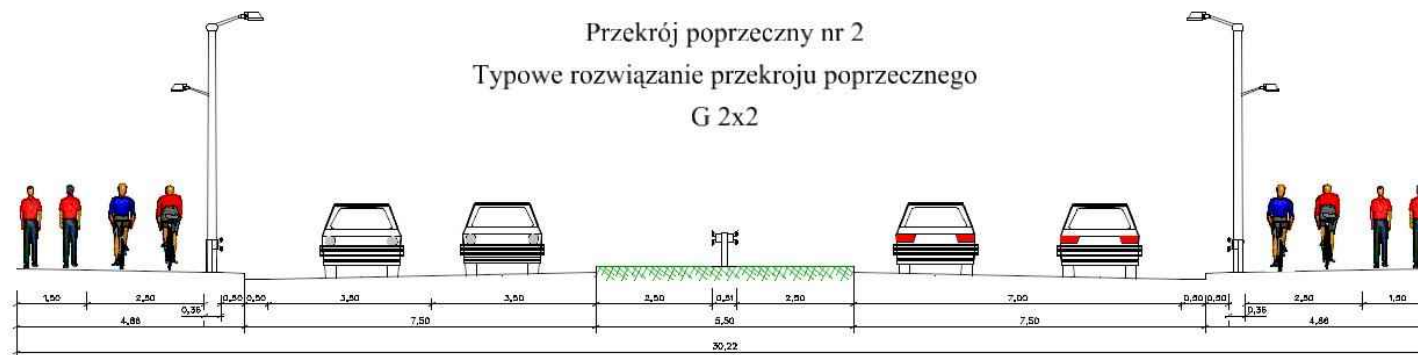 Przekrój poprzeczny nr 2
Typowe rozwiązanie przekroju poprzecznego
G 2x2
1,50 2,50 0,50 0,50 3,50 3,50 2,50 0,51 2,50 7,00 0,50 0,50 2,50 1,50
0,36 0,36
4,86 7,50 5,50 7,50 4,86
30,22